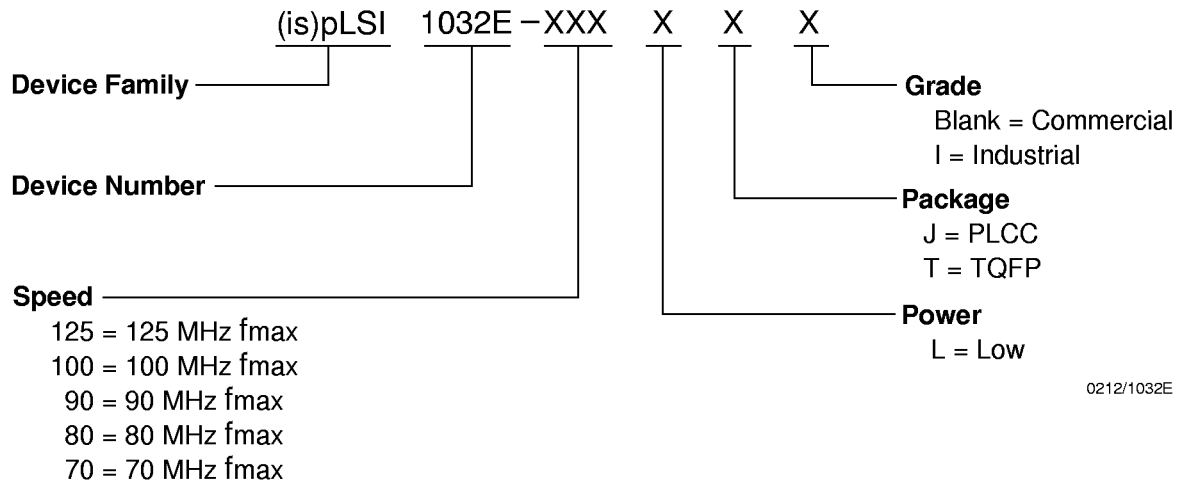 (is)pLSI 1032E – XXX X X X
Device Family
Grade
Blank = Commercial
I = Industrial
Device Number
Package
J = PLCC
T = TQFP
Speed
125 = 125 MHz fmax
100 = 100 MHz fmax
90 = 90 MHz fmax
80 = 80 MHz fmax
70 = 70 MHz fmax
Power
L = Low
0212/1032E